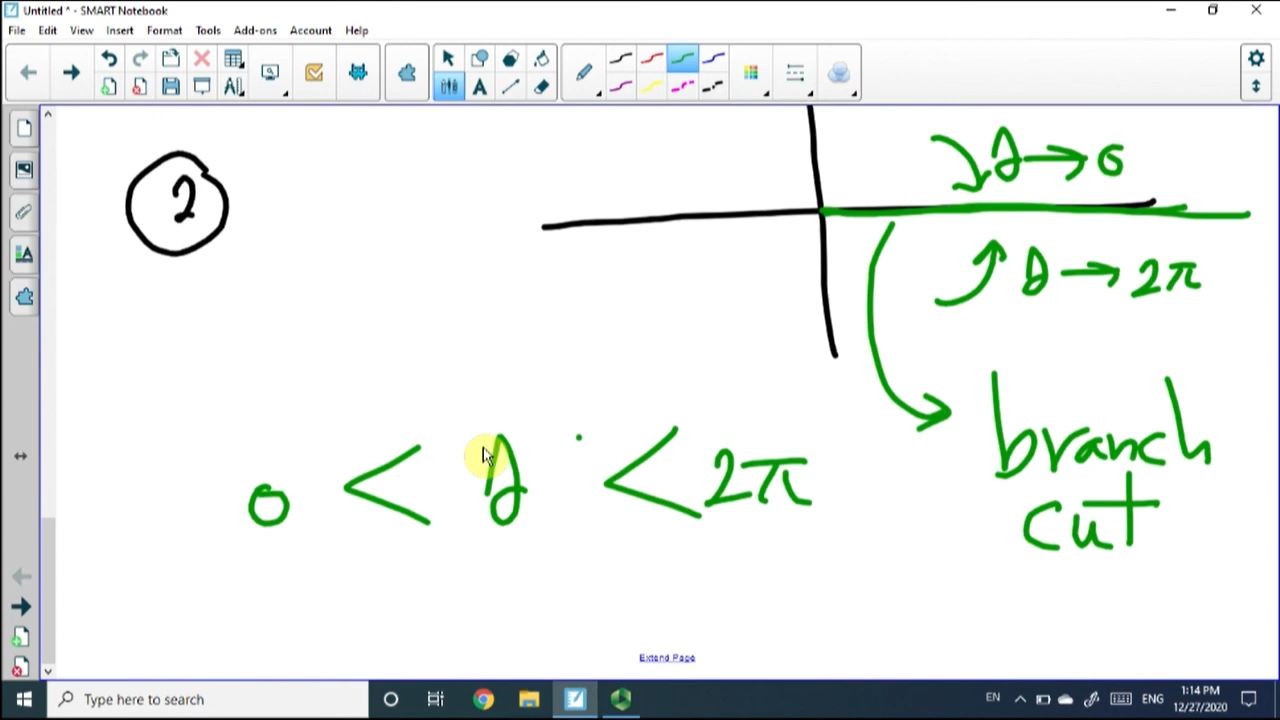 Untitled * - SMART Notebook
File Edit View Insert Format Tools Add-ons Account Help
2
ϑ → 0
ϑ → 2π
branch
cut
0 < ϑ < 2π
Extend Page
Type here to search
EN
ENG
1:14 PM
12/27/2020